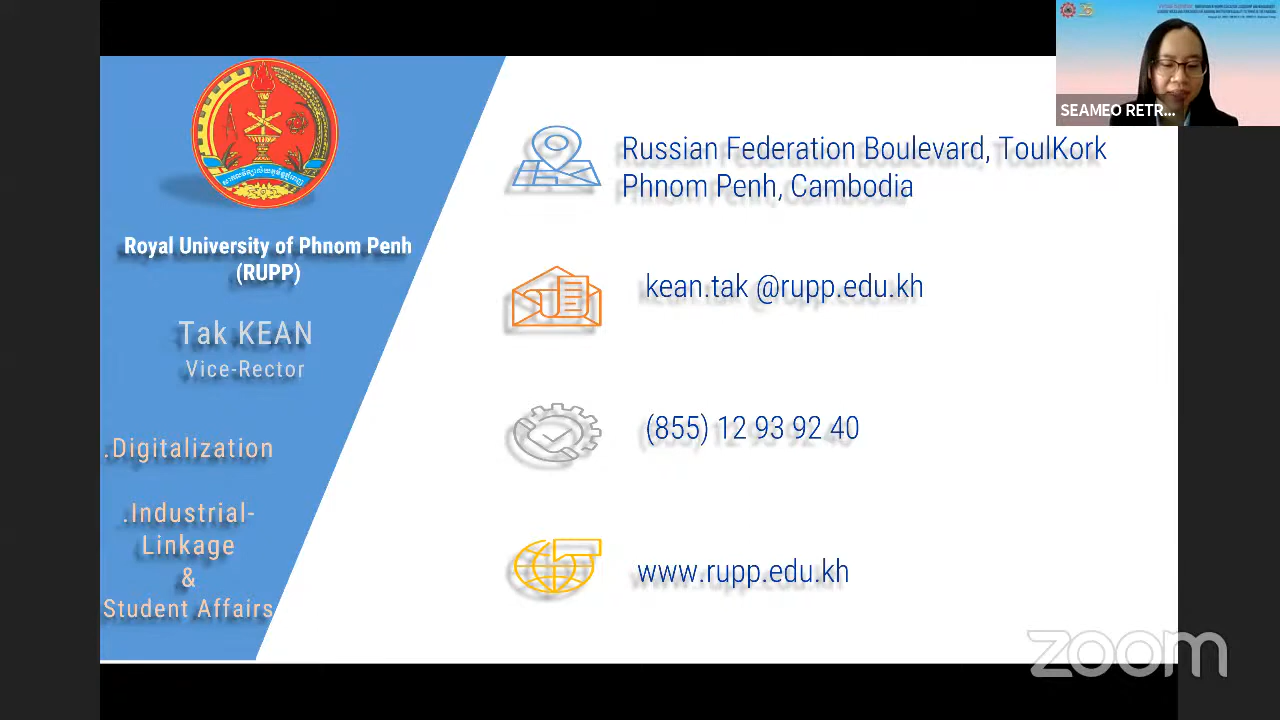 Royal University of Phnom Penh
(RUPP)
Tak KEAN
Vice-Rector
.Digitalization
.Industrial-
Linkage
&
Student Affairs
Russian Federation Boulevard, ToulKork
Phnom Penh, Cambodia
kean.tak @rupp.edu.kh
(855) 12 93 92 40
www.rupp.edu.kh
SEAMEO RETR...
zoom